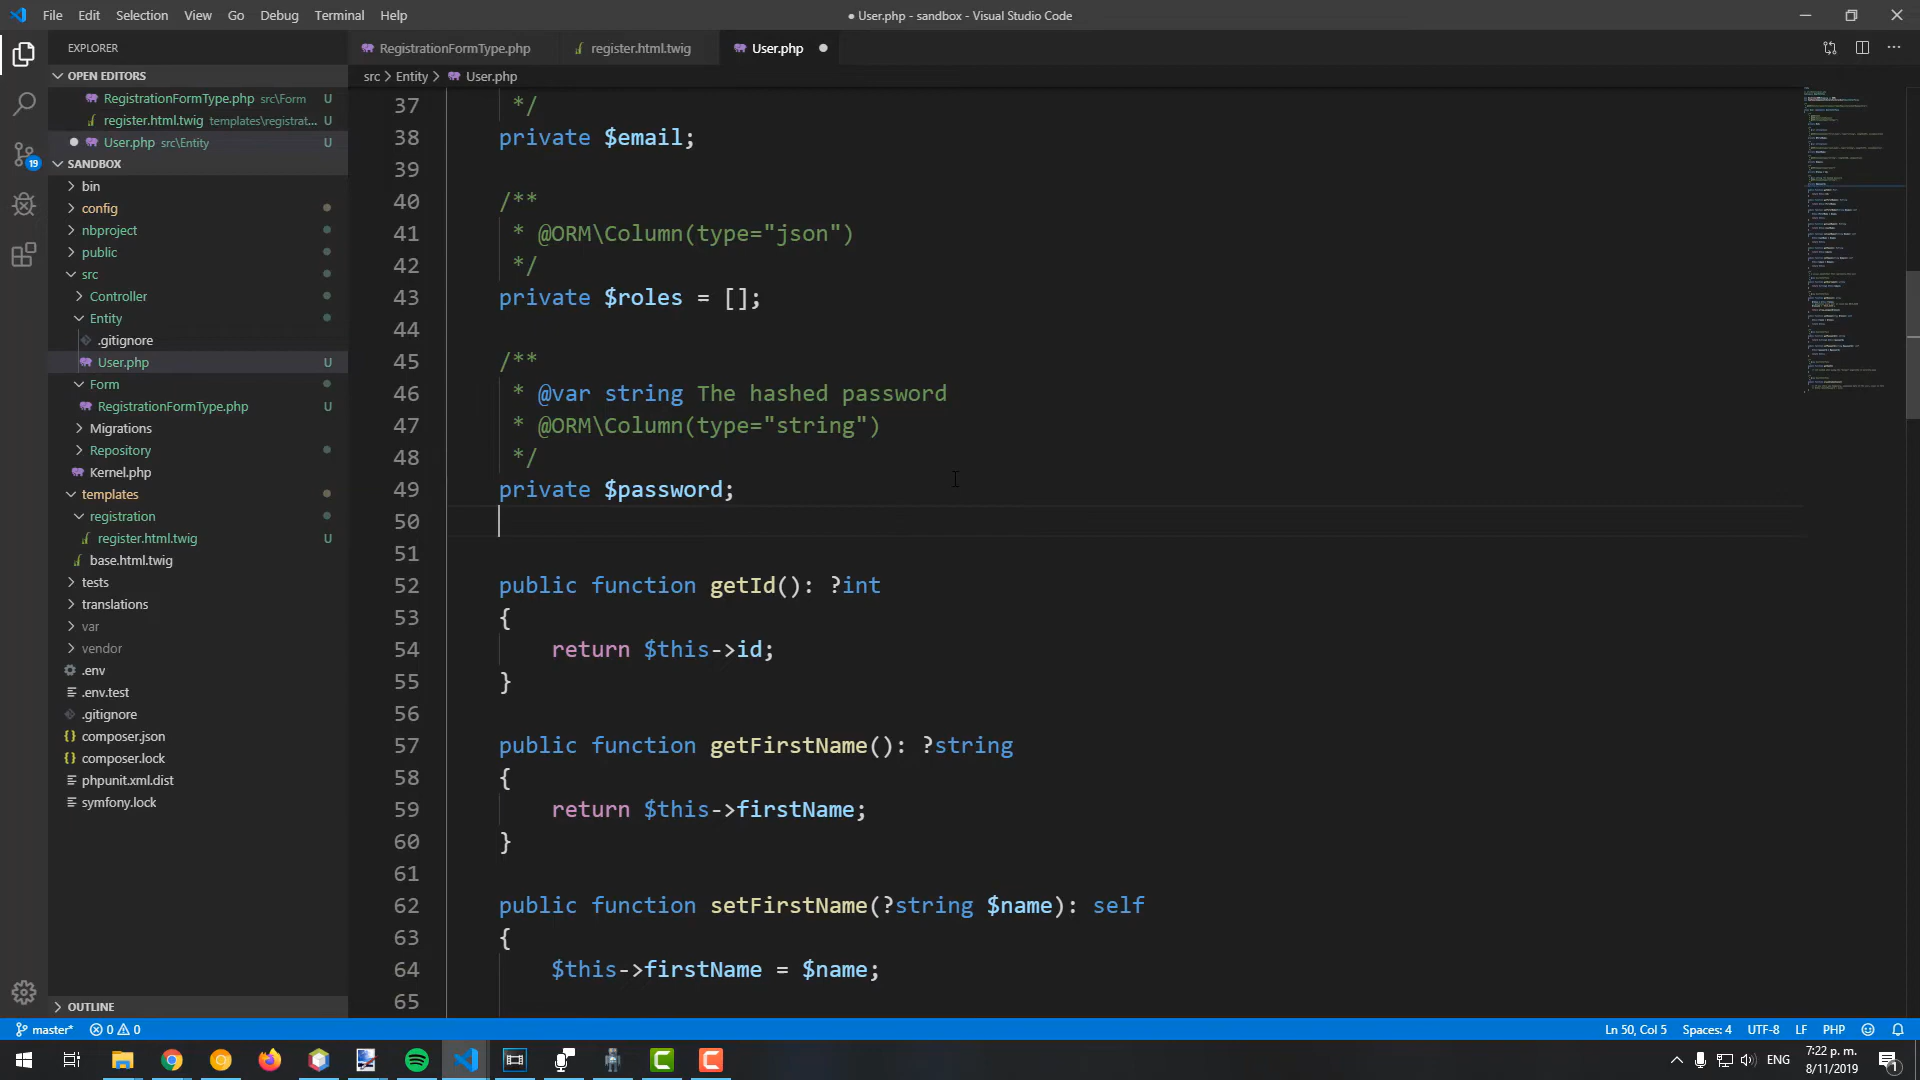 File Edit Selection View Go Debug Terminal Help
● User.php - sandbox - Visual Studio Code
EXPLORER
RegistrationFormType.php
register.html.twig
User.php
OPEN EDITORS
RegistrationFormType.php src\Form U
register.html.twig templates\registrat... U
User.php src\Entity U
SANDBOX
bin
config
nbproject
public
src
Controller
Entity
.gitignore
User.php U
Form
RegistrationFormType.php U
Migrations
Repository
Kernel.php
templates
registration
register.html.twig U
base.html.twig
tests
translations
var
vendor
.env
.env.test
.gitignore
composer.json
composer.lock
phpunit.xml.dist
symfony.lock
OUTLINE
19
src > Entity > User.php
37 */
38 private $email;
39
40 /**
41 * @ORM\Column(type="json")
42 */
43 private $roles = [];
44
45 /**
46 * @var string The hashed password
47 * @ORM\Column(type="string")
48 */
49 private $password;
50
51
52 public function getId(): ?int
53 {
54 return $this->id;
55 }
56
57 public function getFirstName(): ?string
58 {
59 return $this->firstName;
60 }
61
62 public function setFirstName(?string $name): self
63 {
64 $this->firstName = $name;
65
master* 0 0
Ln 50, Col 5 Spaces: 4 UTF-8 LF PHP
ENG
7:22 p. m.
8/11/2019
1